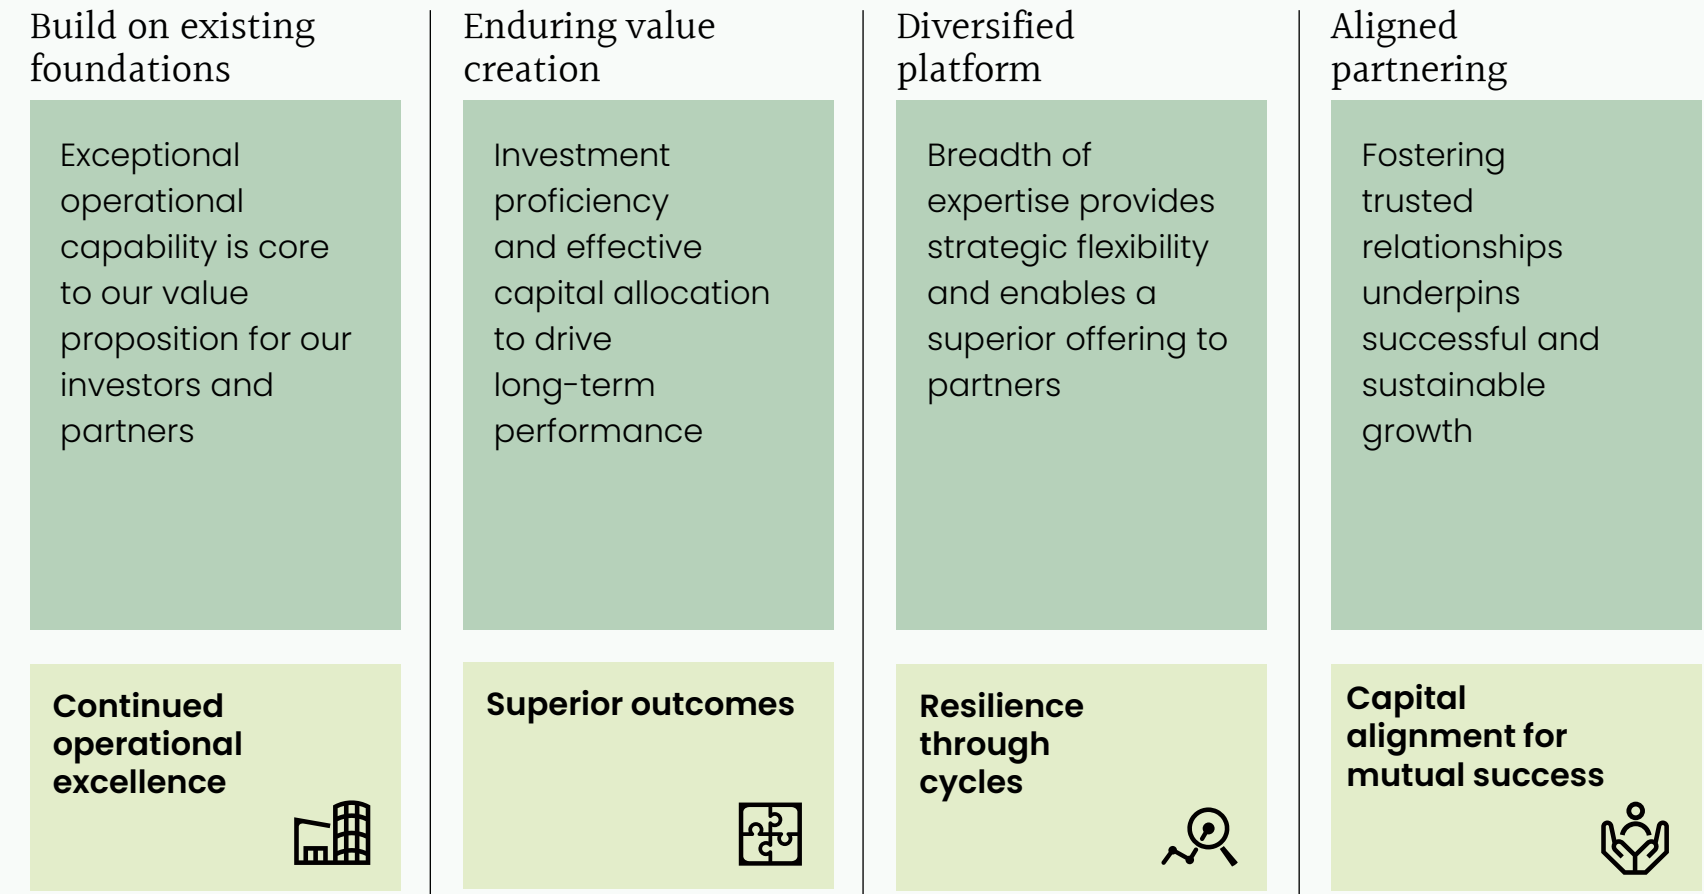 Build on existing
foundations
Exceptional
operational
capability is core
to our value
proposition for our
investors and
partners
Continued
operational
excellence
Enduring value
creation
Investment
proficiency
and effective
capital allocation
to drive
long-term
performance
Superior outcomes
Diversified
platform
Breadth of
expertise provides
strategic flexibility
and enables a
superior offering to
partners
Resilience
through
cycles
Aligned
partnering
Fostering
trusted
relationships
underpins
successful and
sustainable
growth
Capital
alignment for
mutual success